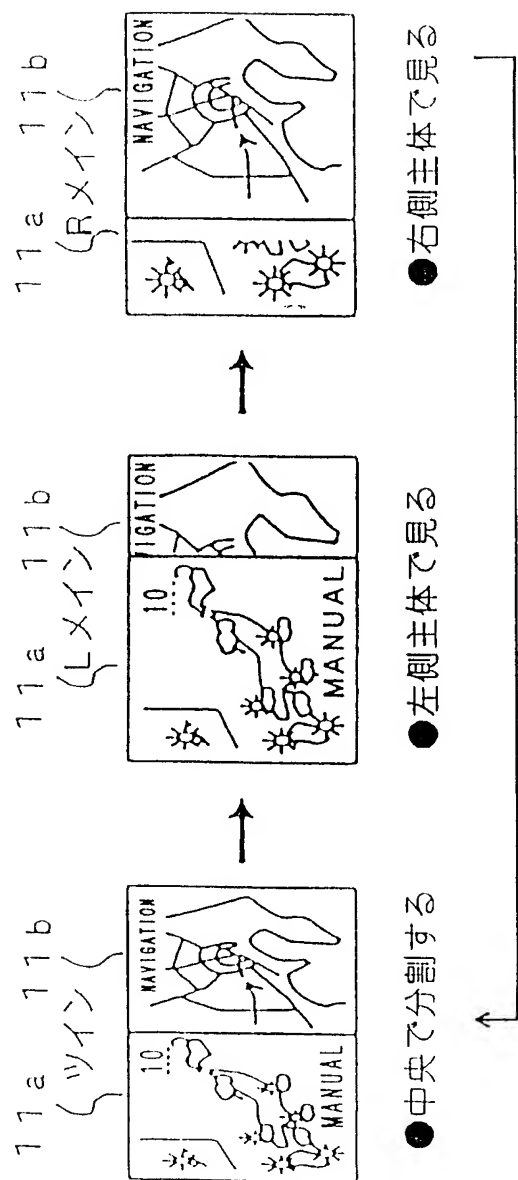 11a 11b
ツイン
10
MANUAL
NAVIGATION
●中央で分割する
11a 11b
Lメイン
10
MANUAL
VIGATION
●左側主体で見る
11a 11b
Rメイン
NAVIGATION
●右側主体で見る